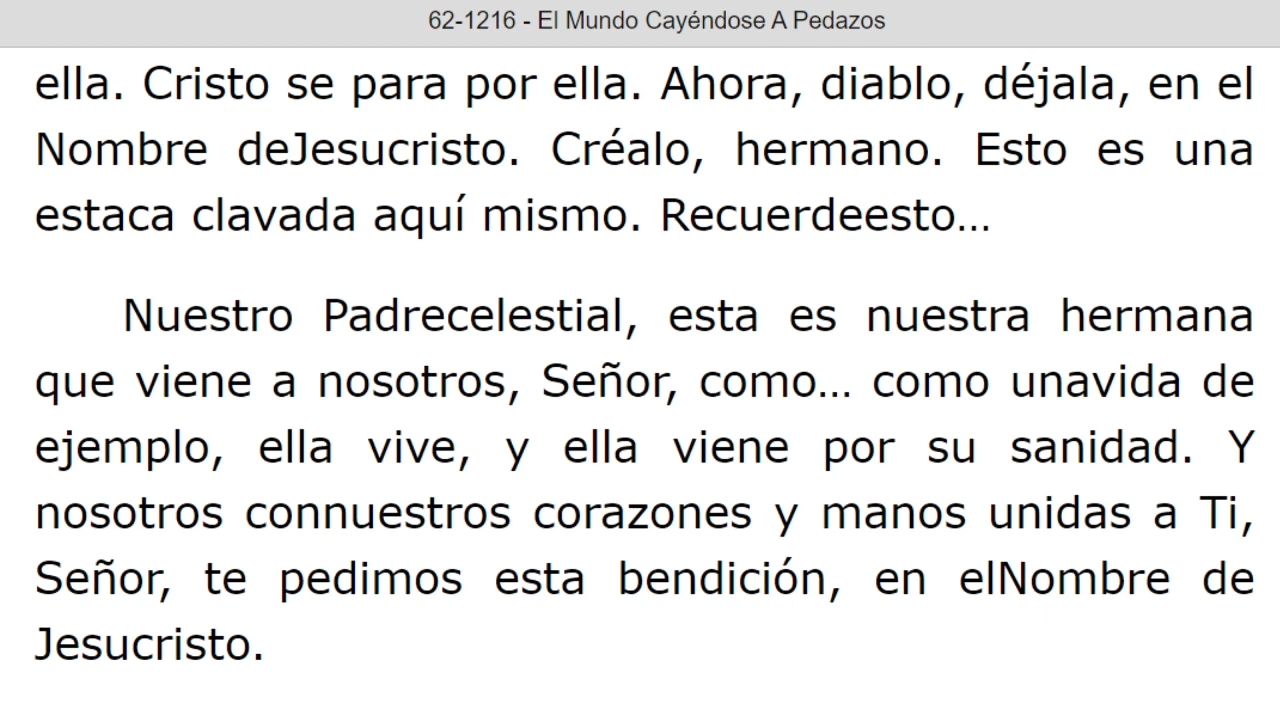 62-1216 - El Mundo Cayéndose A Pedazos
ella. Cristo se para por ella. Ahora, diablo, déjala, en el
Nombre deJesucristo. Créalo, hermano. Esto es una
estaca clavada aquí mismo. Recuerdeesto…
Nuestro Padrecelestial, esta es nuestra hermana
que viene a nosotros, Señor, como… como unavida de
ejemplo, ella vive, y ella viene por su sanidad. Y
nosotros connuestros corazones y manos unidas a Ti,
Señor, te pedimos esta bendición, en elNombre de
Jesucristo.